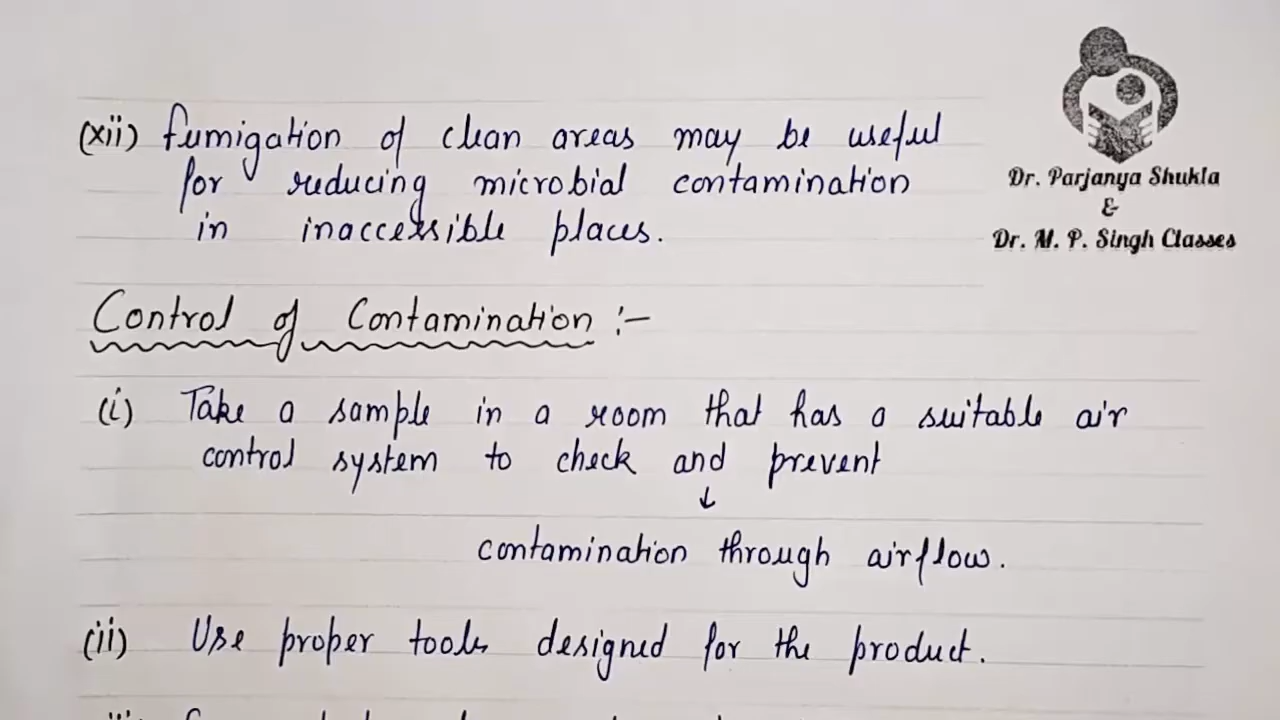 (xii) Fumigation of clean areas may be useful
for reducing microbial contamination
in inaccessible places.
Dr. Parjanya Shukla
&
Dr. M. P. Singh Classes
Control of Contamination :-
(i) Take a sample in a room that has a suitable air
control system to check and prevent
↓
contamination through airflow.
(ii) Use proper tools designed for the product.